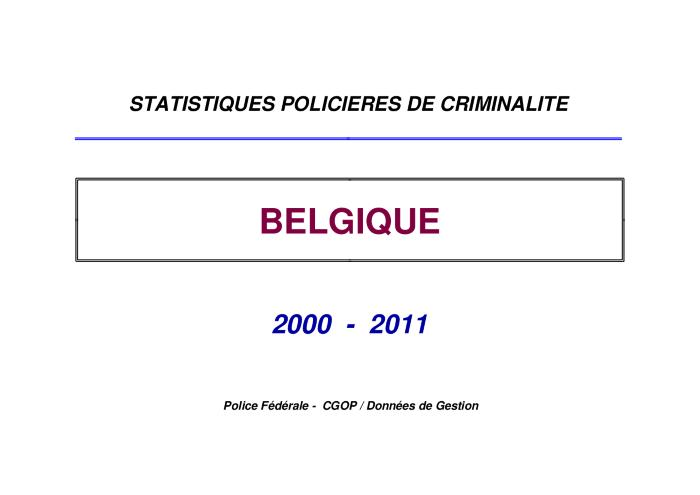 STATISTIQUES POLICIERES DE CRIMINALITE
BELGIQUE
2000 - 2011
Police Fédérale - CGOP / Données de Gestion